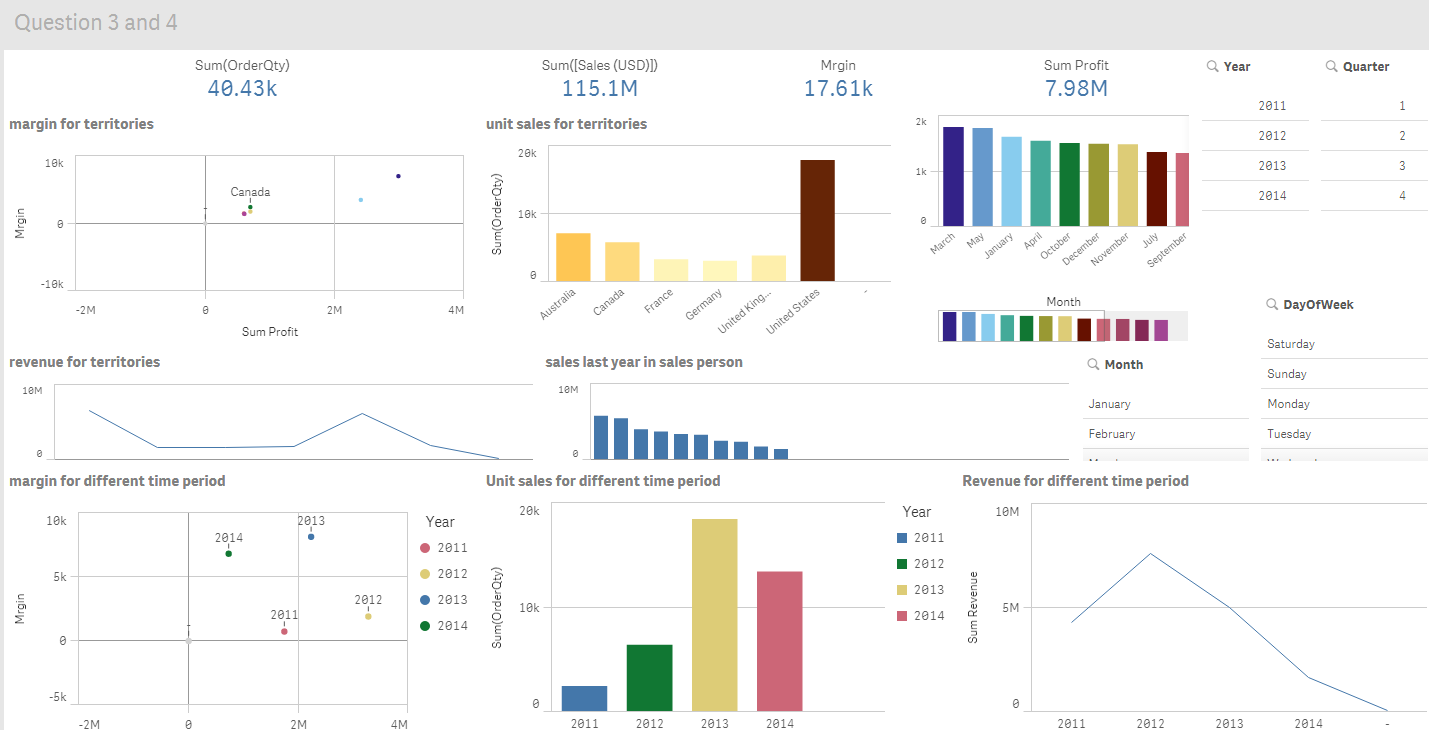 Question 3 and 4
Sum(OrderQty)
40.43k
Sum([Sales (USD)])
115.1M
Mrgin
17.61k
Sum Profit
7.98M
Year
2011
2012
2013
2014
Quarter
1
2
3
4
margin for territories
10k
0
-10k
Mrgin
Canada
-
-2M
0
2M
4M
Sum Profit
unit sales for territories
20k
10k
0
Sum(OrderQty)
Australia
Canada
France
Germany
United King...
United States
-
2k
1k
0
March
May
January
April
October
December
November
July
September
Month
DayOfWeek
Saturday
Sunday
Monday
Tuesday
Month
January
February
revenue for territories
10M
0
sales last year in sales person
10M
0
margin for different time period
10k
5k
0
-5k
Mrgin
2013
2014
2012
2011
-
-2M
0
2M
4M
Year
2011
2012
2013
2014
Unit sales for different time period
20k
10k
0
Sum(OrderQty)
2011
2012
2013
2014
Year
2011
2012
2013
2014
Revenue for different time period
10M
5M
0
Sum Revenue
2011
2012
2013
2014
-